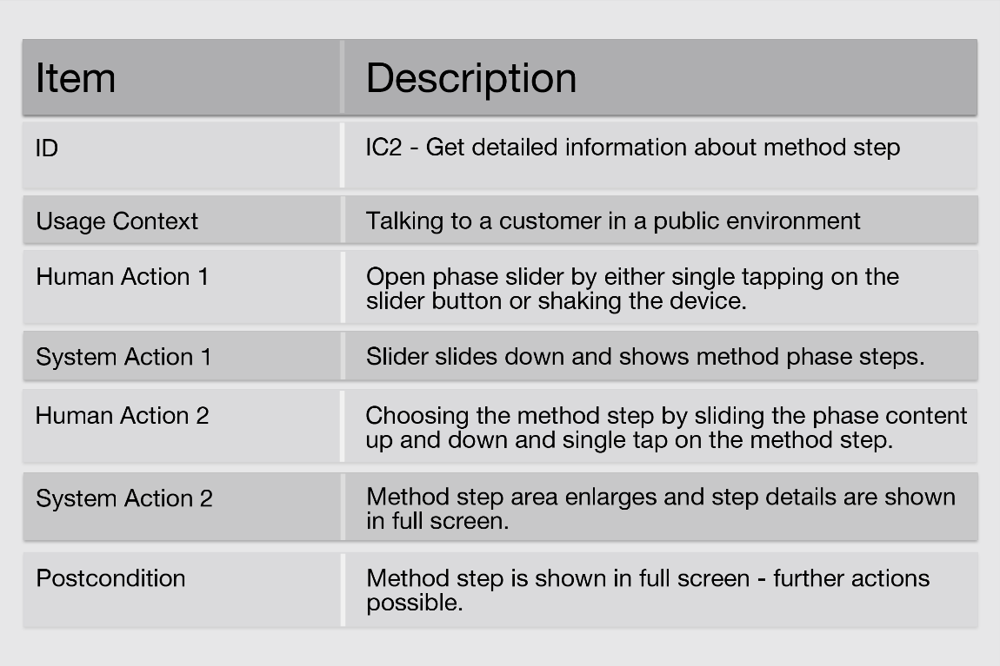 Item Description
ID IC2 - Get detailed information about method step
Usage Context Talking to a customer in a public environment
Human Action 1 Open phase slider by either single tapping on the
slider button or shaking the device.
System Action 1 Slider slides down and shows method phase steps.
Human Action 2 Choosing the method step by sliding the phase content
up and down and single tap on the method step.
System Action 2 Method step area enlarges and step details are shown
in full screen.
Postcondition Method step is shown in full screen - further actions
possible.